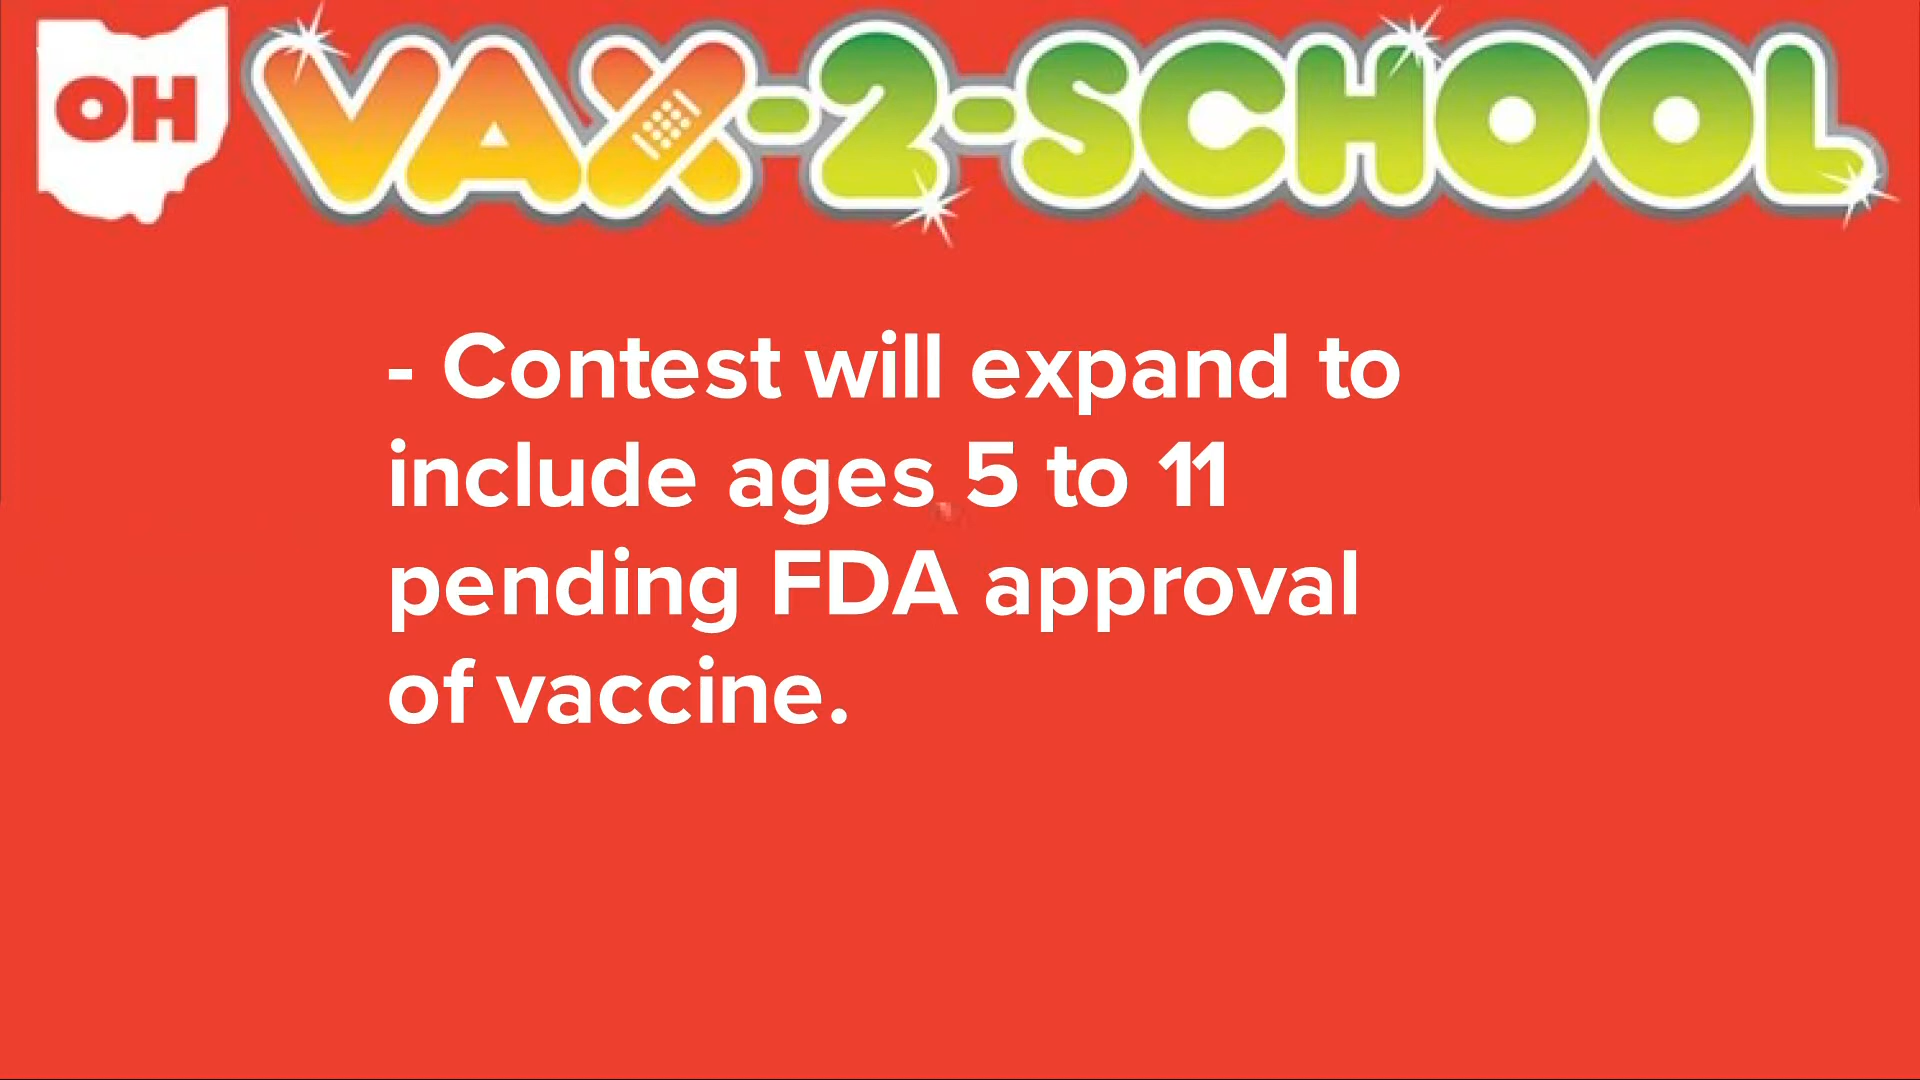 OH VAX-2-SCHOOL
- Contest will expand to
include ages 5 to 11
pending FDA approval
of vaccine.